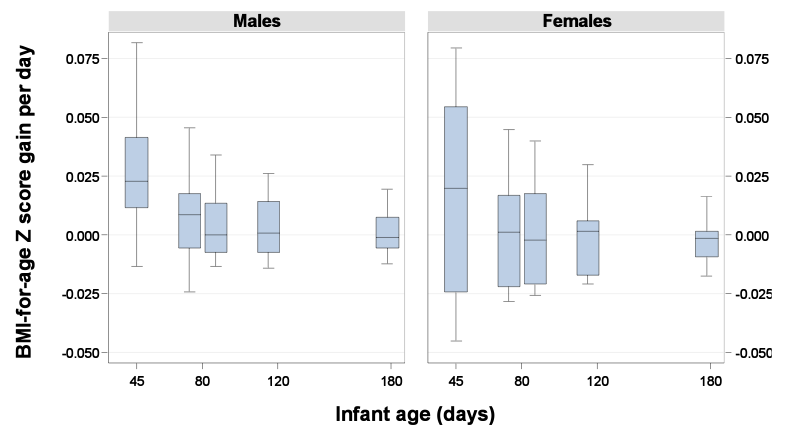 Males Females
BMI-for-age Z score gain per day
0.075 0.075
0.050 0.050
0.025 0.025
0.000 0.000
-0.025 -0.025
-0.050 -0.050
45 80 120 180 45 80 120 180
Infant age (days)